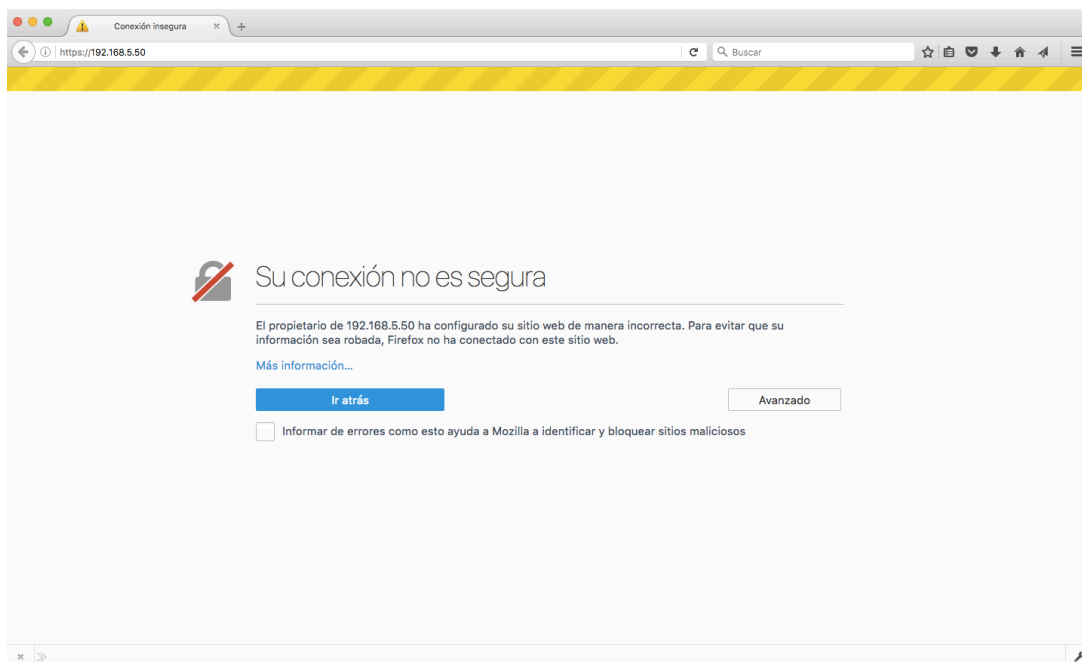 Conexión insegura
https://192.168.5.50
Buscar
Su conexión no es segura
El propietario de 192.168.5.50 ha configurado su sitio web de manera incorrecta. Para evitar que su
información sea robada, Firefox no ha conectado con este sitio web.
Más información...
Ir atrás
Avanzado
Informar de errores como esto ayuda a Mozilla a identificar y bloquear sitios maliciosos